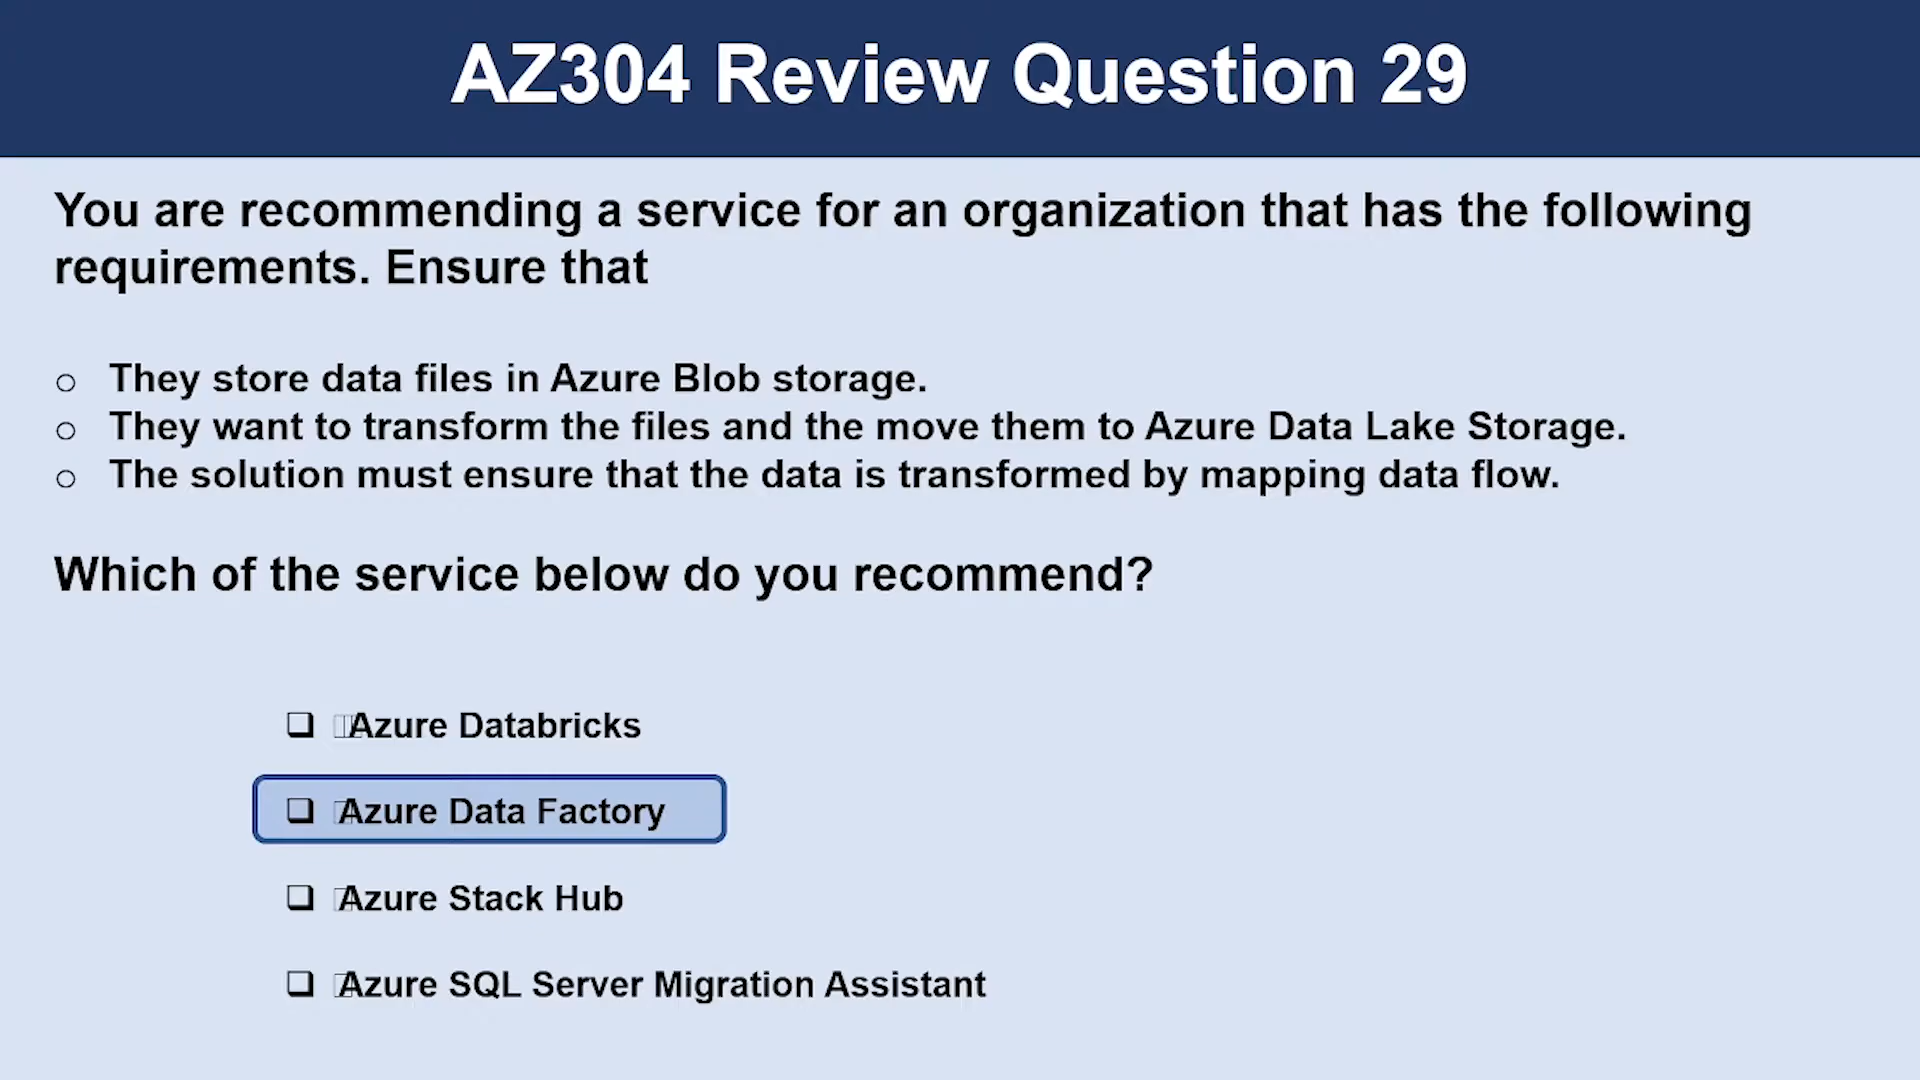 AZ304 Review Question 29
You are recommending a service for an organization that has the following
requirements. Ensure that
They store data files in Azure Blob storage.
They want to transform the files and the move them to Azure Data Lake Storage.
The solution must ensure that the data is transformed by mapping data flow.
Which of the service below do you recommend?
Azure Databricks
Azure Data Factory
Azure Stack Hub
Azure SQL Server Migration Assistant